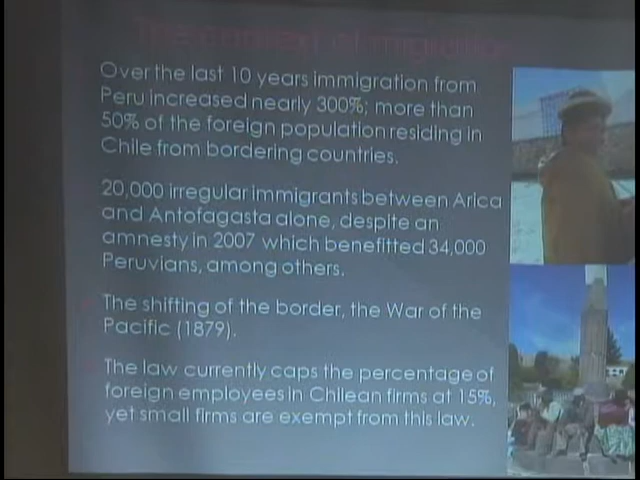 The context of migration
Over the last 10 years immigration from
Peru increased nearly 300%; more than
50% of the foreign population residing in
Chile from bordering countries.
20,000 irregular immigrants between Arica
and Antofagasta alone, despite an
amnesty in 2007 which benefitted 34,000
Peruvians, among others.
The shifting of the border, the War of the
Pacific (1879).
The law currently caps the percentage of
foreign employees in Chilean firms at 15%,
yet small firms are exempt from this law.